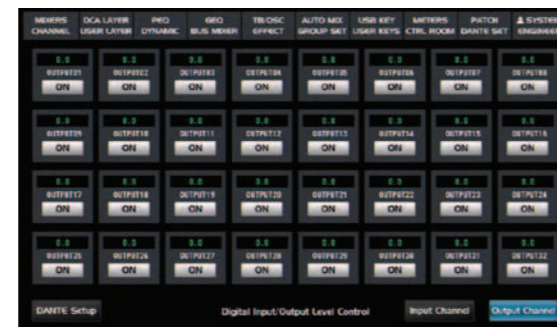 MIXERS DCA LAYER PEQ GEQ TB/OSC AUTO MIX USB KEY METERS PATCH SYSTEM
CHANNEL USER LAYER DYNAMIC BUS MIXER EFFECT GROUP SET USER KEYS CTRL ROOM DANTE SET ENGINEER
0.0 0.0 0.0 0.0 0.0 0.0 0.0 0.0
OUTPUT01 OUTPUT02 OUTPUT03 OUTPUT04 OUTPUT05 OUTPUT06 OUTPUT07 OUTPUT08
ON ON ON ON ON ON ON ON
0.0 0.0 0.0 0.0 0.0 0.0 0.0 0.0
OUTPUT09 OUTPUT10 OUTPUT11 OUTPUT12 OUTPUT13 OUTPUT14 OUTPUT15 OUTPUT16
ON ON ON ON ON ON ON ON
0.0 0.0 0.0 0.0 0.0 0.0 0.0 0.0
OUTPUT17 OUTPUT18 OUTPUT19 OUTPUT20 OUTPUT21 OUTPUT22 OUTPUT23 OUTPUT24
ON ON ON ON ON ON ON ON
0.0 0.0 0.0 0.0 0.0 0.0 0.0 0.0
OUTPUT25 OUTPUT26 OUTPUT27 OUTPUT28 OUTPUT29 OUTPUT30 OUTPUT31 OUTPUT32
ON ON ON ON ON ON ON ON
DANTE Setup Digital Input/Output Level Control Input Channel Output Channel